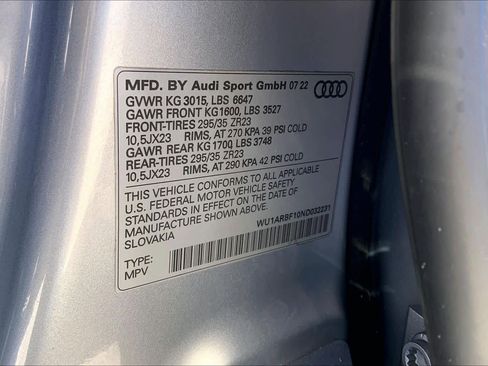 MFD. BY Audi Sport GmbH 07 22
GVWR KG 3015, LBS 6647
GAWR FRONT KG1600, LBS 3527
FRONT-TIRES 295/35 ZR23
10,5JX23 RIMS, AT 270 KPA 39 PSI COLD
GAWR REAR KG 1700, LBS 3748
REAR-TIRES 295/35 ZR23
10,5JX23 RIMS, AT 290 KPA 42 PSI COLD
THIS VEHICLE CONFORMS TO ALL APPLICABLE
U.S. FEDERAL MOTOR VEHICLE SAFETY
STANDARDS IN EFFECT ON THE DATE OF
MANUFACTURE SHOWN ABOVE.
SLOVAKIA
WU1ARBF10ND032231
TYPE:
MPV